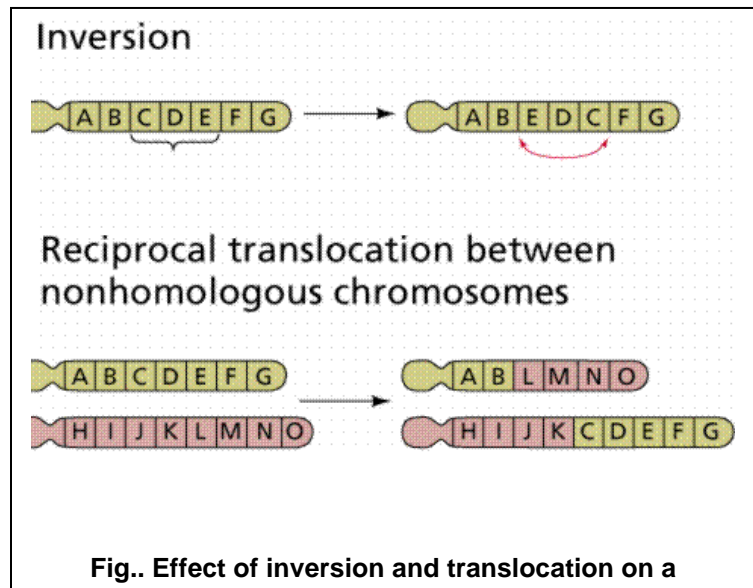 Inversion
A B C D E F G A B E D C F G
Reciprocal translocation between
nonhomologous chromosomes
A B C D E F G A B L M N O
H I J K L M N O H I J K C D E F G
Fig.. Effect of inversion and translocation on a